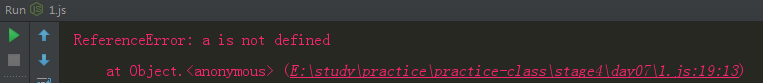 Run 1.js
ReferenceError: a is not defined
at Object.<anonymous> (E:\study\practice\practice-class\stage4\day07\1.js:19:13)